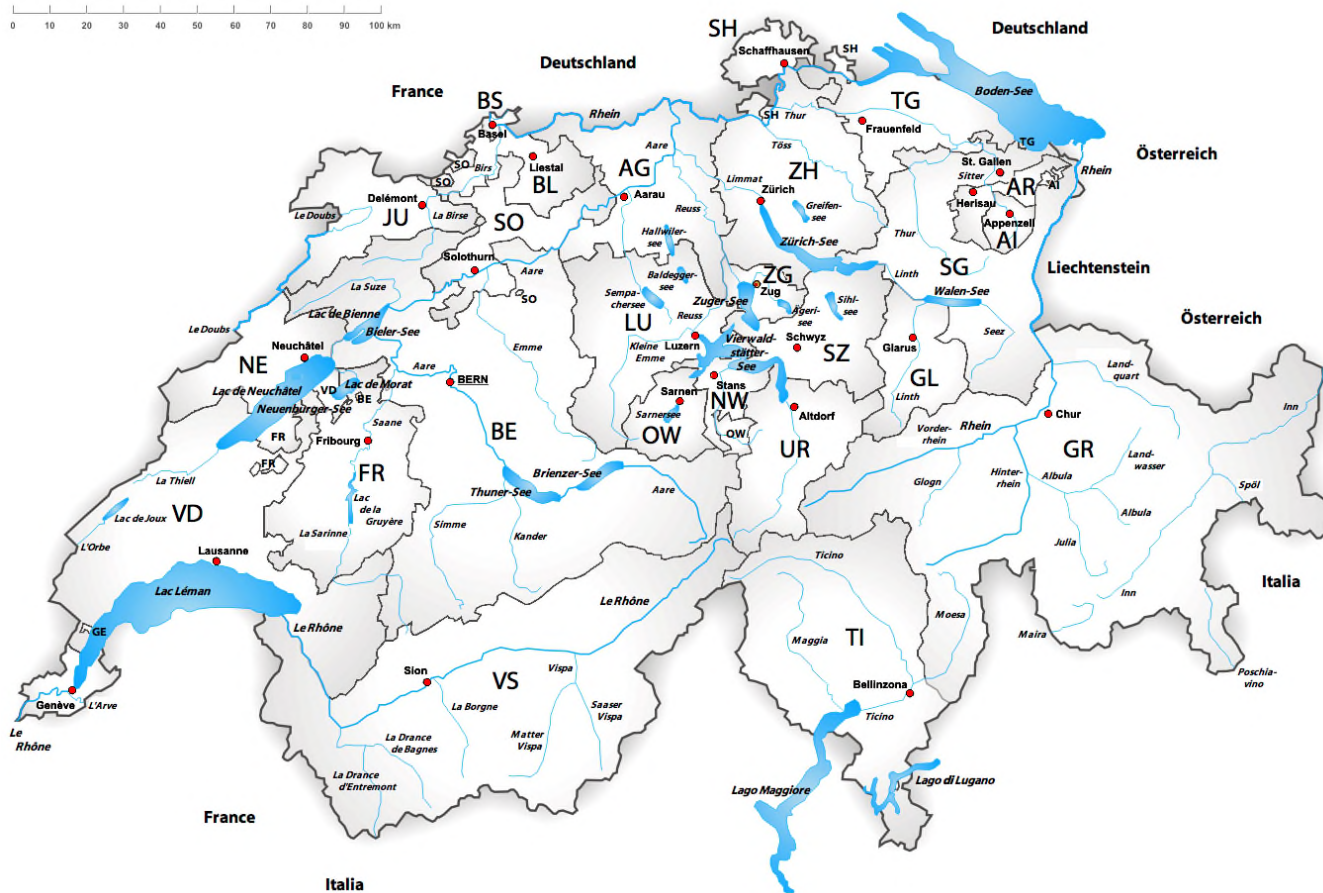 0 10 20 30 40 50 60 70 80 90 100 km
SH
Deutschland
Schaffhausen
SH
Deutschland
France
BS
Rhein
SH
Thur
TG
Boden-See
Basel
Frauenfeld
Aare
Töss
TG
Österreich
SO
Birs
Liestal
BL
AG
ZH
St. Gallen
Sitter
AR
AI
Rhein
SO
Limmat
Zürich
Herisau
Delémont
Aarau
Le Doubs
JU
La Birse
SO
Reuss
Greifen-
see
Appenzell
AI
Hallwiler-
see
Zürich-See
Thur
Solothurn
Aare
SO
Baldegger-
see
ZG
Zug
Linth
SG
Liechtenstein
La Suze
Sempa-
chersee
Zuger-See
Ägeri-
see
Sihl-
see
Walen-See
Lac de Bienne
Bieler-See
LU
Reuss
Österreich
Le Doubs
Emme
Kleine
Emme
Luzern
Vierwald-
stätter-
See
Schwyz
SZ
Glarus
Seez
Neuchâtel
NE
Aare
BERN
Stans
GL
Land-
quart
Lac de Neuchâtel
VD
Lac de Morat
BE
Sarnen
NW
Linth
Inn
Neuenburger-See
Sarnersee
Altdorf
Chur
Saane
OW
OW
Vorder-
rhein
Rhein
FR
Fribourg
BE
UR
GR
FR
FR
Brienzer-See
Glogn
Hinter-
rhein
Albula
Land-
wasser
La Thiell
Thuner-See
Aare
Spöl
Lac de Joux
VD
Lac
de la
Gruyère
Albula
L'Orbe
La Sarinne
Simme
Kander
Julia
Lausanne
Ticino
Italia
Lac Léman
Le Rhône
Inn
GE
Le Rhône
Maggia
TI
Moesa
Maira
Sion
VS
Vispa
Bellinzona
Poschia-
vino
Genève
L'Arve
La Borgne
Saaser
Vispa
Ticino
Le
Rhône
La Drance
de Bagnes
Matter
Vispa
La Drance
d'Entremont
Lago Maggiore
Lago di Lugano
France
Italia